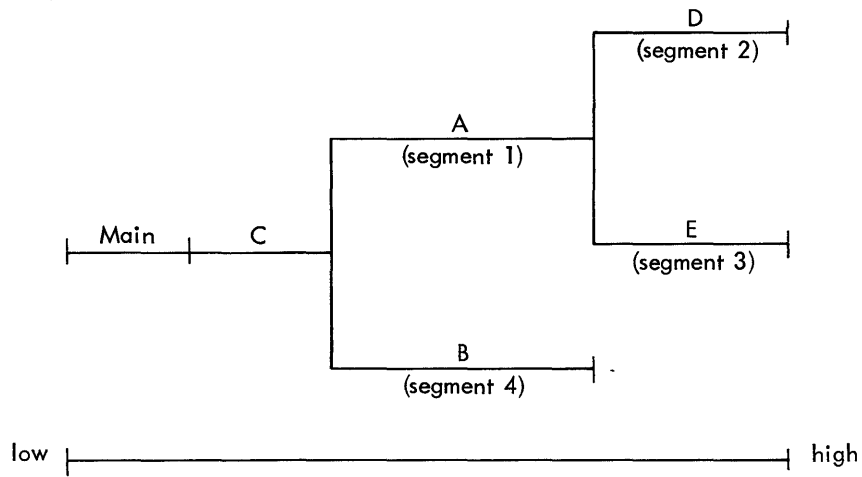 D
(segment 2)
A
(segment 1)
Main C
E
(segment 3)
B
(segment 4)
low high